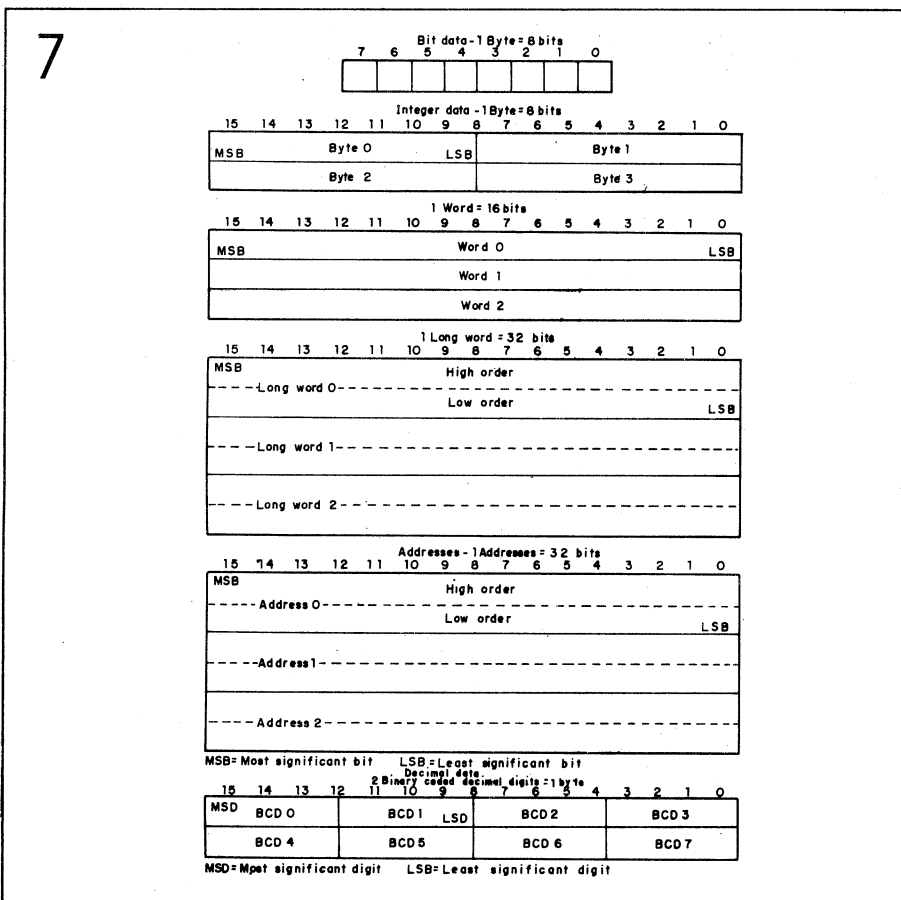 7
Bit data-1 Byte = 8 bits
7 6 5 4 3 2 1 0
Integer data - 1 Byte = 8 bits
15 14 13 12 11 10 9 8 7 6 5 4 3 2 1 0
MSB Byte 0 LSB Byte 1
Byte 2 Byte 3
1 Word = 16 bits
15 14 13 12 11 10 9 8 7 6 5 4 3 2 1 0
MSB Word 0 LSB
Word 1
Word 2
1 Long word = 32 bits
15 14 13 12 11 10 9 8 7 6 5 4 3 2 1 0
MSB High order
Long word 0
Low order LSB
Long word 1
Long word 2
Addresses - 1 Addresses = 32 bits
15 14 13 12 11 10 9 8 7 6 5 4 3 2 1 0
MSB High order
Address 0
Low order LSB
Address 1
Address 2
MSB = Most significant bit LSB = Least significant bit
Decimal data
2 Binary coded decimal digits = 1 byte
15 14 13 12 11 10 9 8 7 6 5 4 3 2 1 0
MSD BCD 0 BCD 1 LSD BCD 2 BCD 3
BCD 4 BCD 5 BCD 6 BCD 7
MSD = Most significant digit LSB = Least significant digit